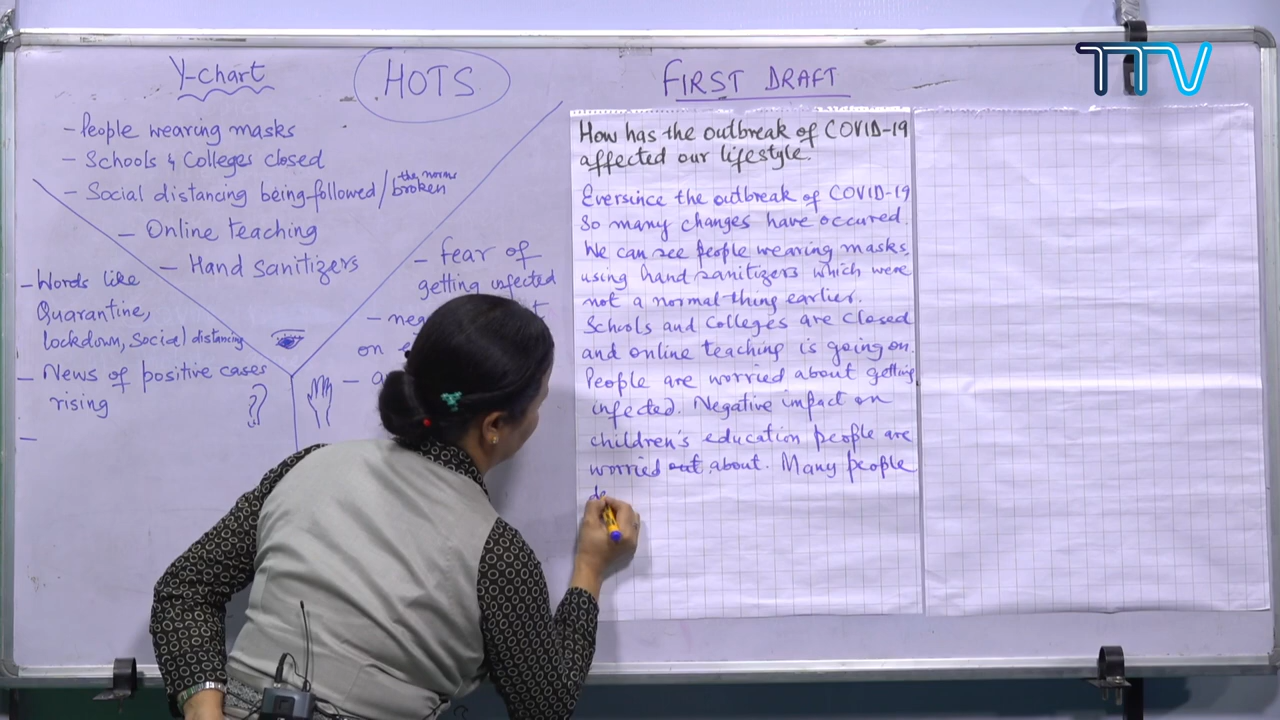 TTV
Y-chart
HOTS
FIRST DRAFT
- People wearing masks
- Schools & Colleges closed
- Social distancing being followed/the norms broken
- Online teaching
- Hand sanitizers
- Words like
Quarantine,
lockdown, Social distancing
- News of positive cases
rising
-
- fear of
getting infected
- neg
on e
- a
How has the outbreak of COVID-19
affected our lifestyle.
Eversince the outbreak of COVID-19
So many changes have occured.
We can see people wearing masks,
using hand sanitizers which were
not a normal thing earlier.
Schools and Colleges are closed
and online teaching is going on.
People are worried about getting
infected. Negative impact on
children's education people are
worried out about. Many people